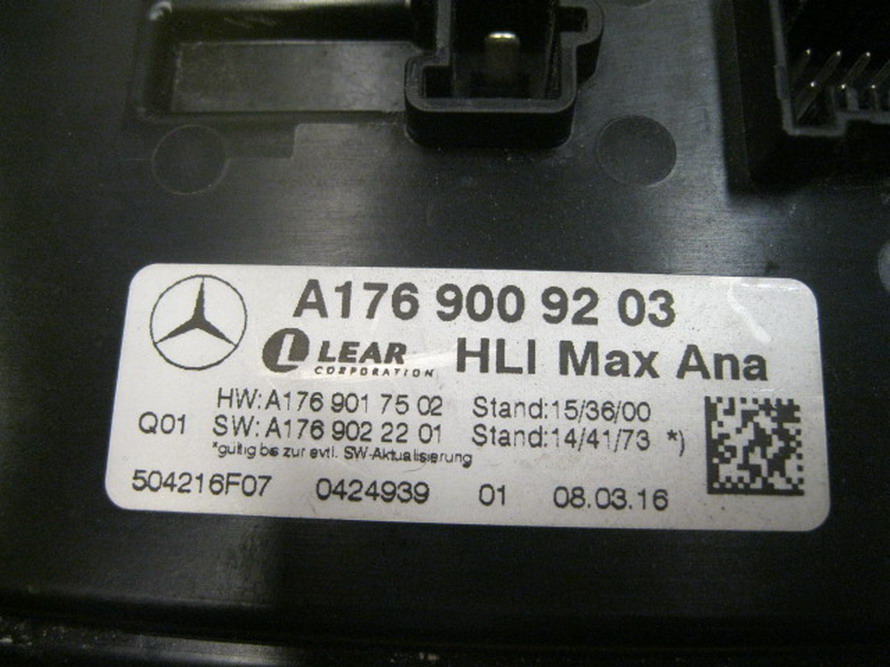 A176 900 92 03
LEAR CORPORATION HLI Max Ana
HW:A176 901 75 02 Stand:15/36/00
Q01 SW:A176 902 22 01 Stand:14/41/73 *)
*gültig bis zur evtl. SW-Aktualisierung
504216F07 0424939 01 08.03.16